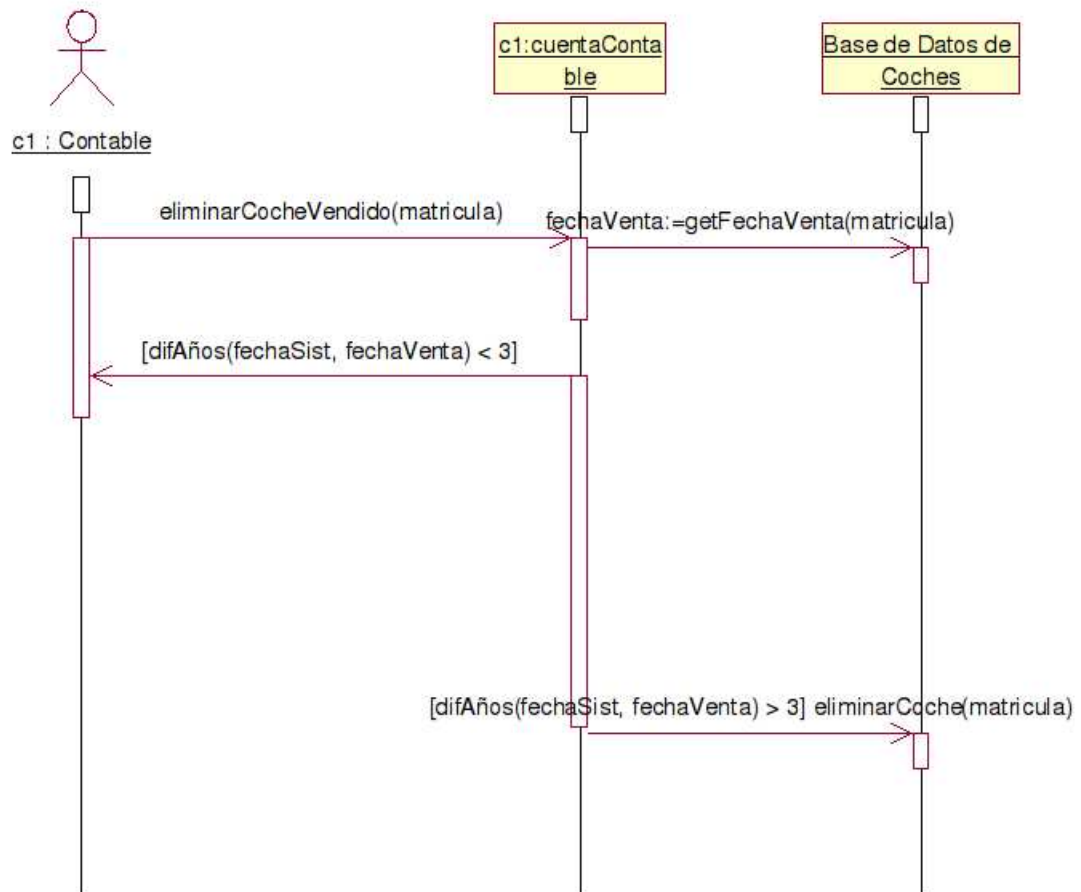 c1:cuentaConta
ble
Base de Datos de
Coches
c1 : Contable
eliminarCocheVendido(matricula)
fechaVenta:=getFechaVenta(matricula)
[difAños(fechaSist, fechaVenta) < 3]
[difAños(fechaSist, fechaVenta) > 3] eliminarCoche(matricula)